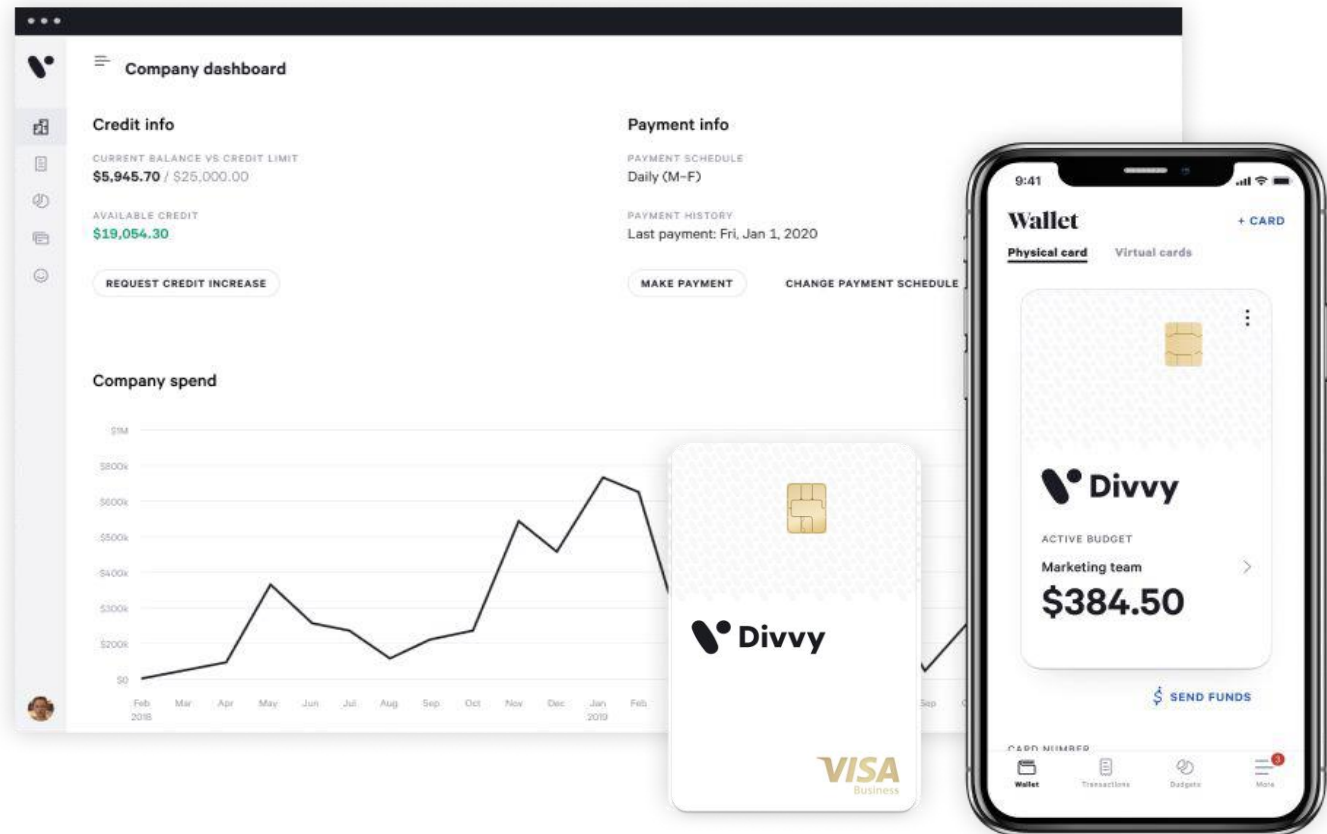 Company dashboard
Credit info
CURRENT BALANCE VS CREDIT LIMIT
$5,945.70 / $25,000.00
AVAILABLE CREDIT
$19,054.30
REQUEST CREDIT INCREASE
Payment info
PAYMENT SCHEDULE
Daily (M–F)
PAYMENT HISTORY
Last payment: Fri, Jan 1, 2020
MAKE PAYMENT
CHANGE PAYMENT SCHEDULE
Company spend
$1M
$800k
$600k
$500k
$400k
$300k
$200k
$0
Feb Mar Apr May Jun Jul Aug Sep Oct Nov Dec Jan Feb Sep
2018 2019
Divvy
VISA
Business
9:41
Wallet
+ CARD
Physical card Virtual cards
Divvy
ACTIVE BUDGET
Marketing team
$384.50
SEND FUNDS
CARD NUMBER
3
Wallet Transactions Budgets More